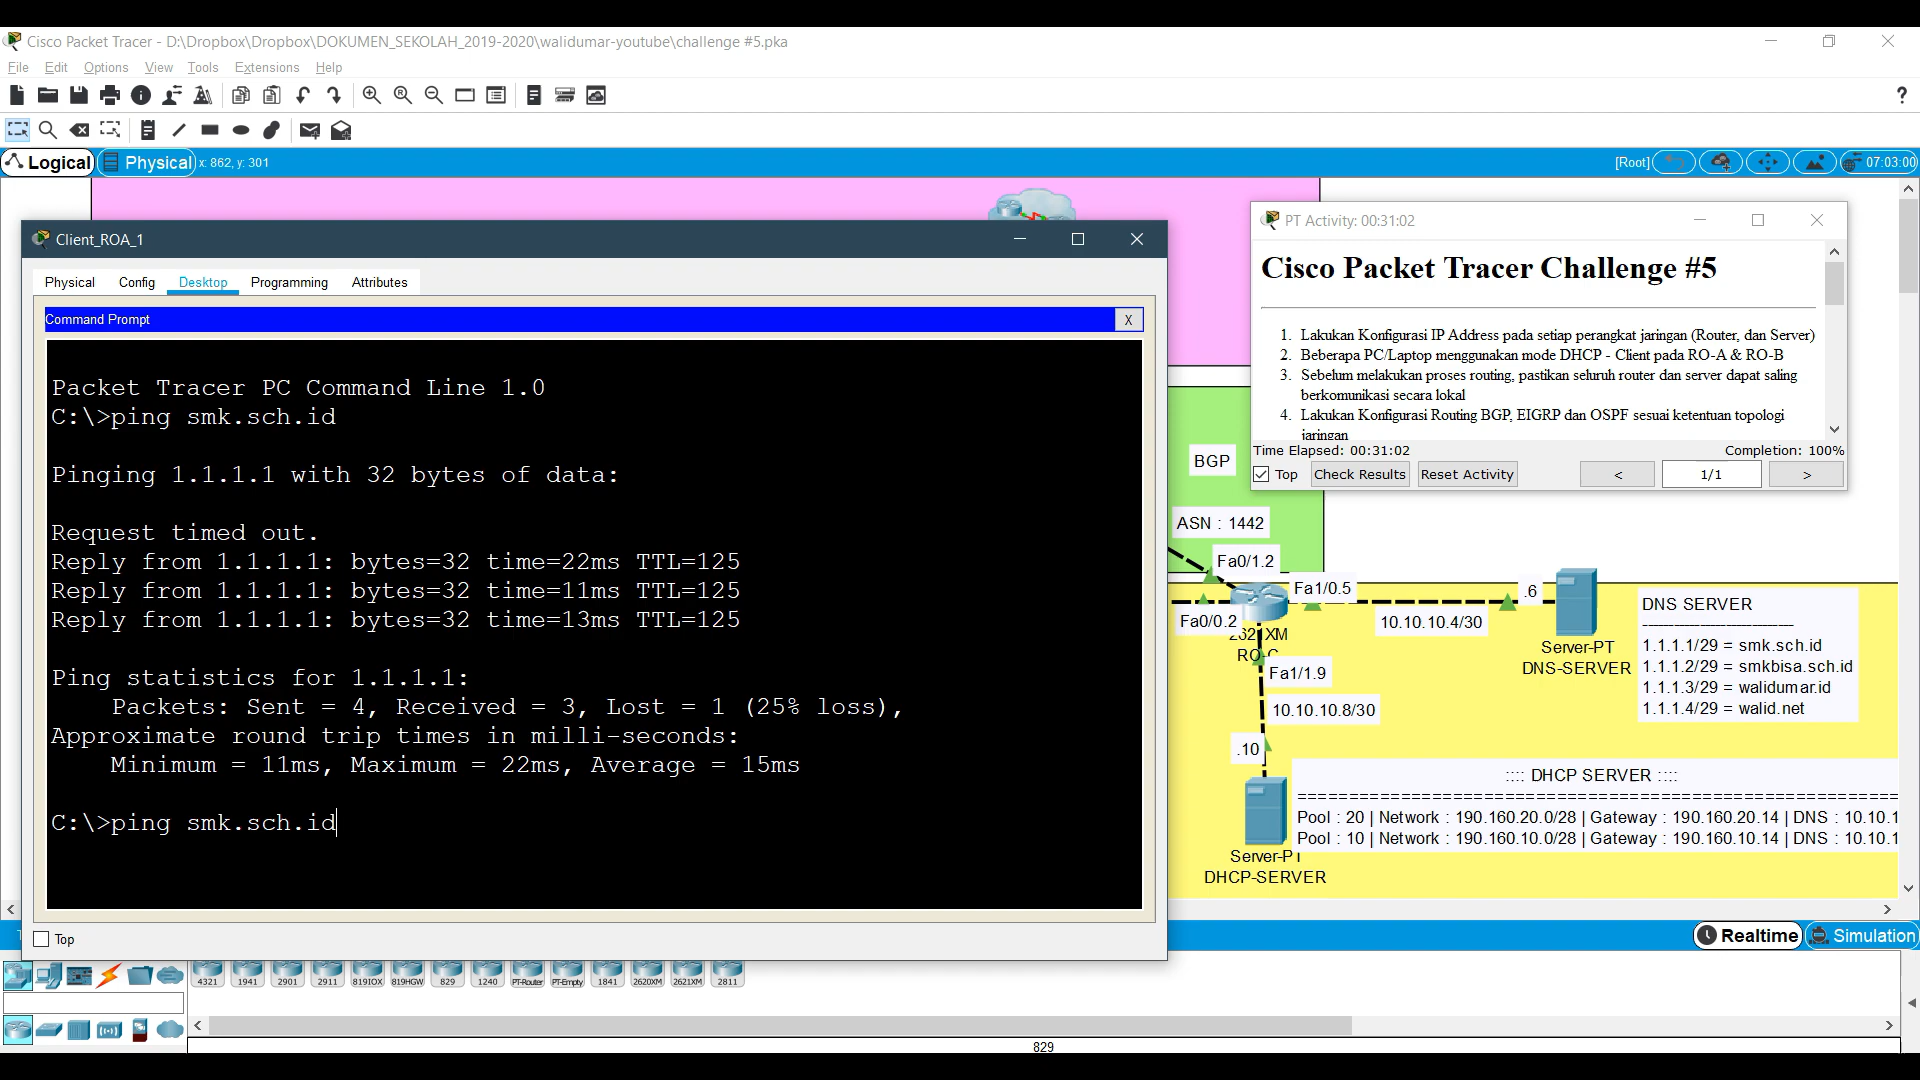 Cisco Packet Tracer - D:\Dropbox\Dropbox\DOKUMEN_SEKOLAH_2019-2020\walidumar-youtube\challenge #5.pka
File Edit Options View Tools Extensions Help
?
Logical Physical x: 862, y: 301 [Root] 07:03:00
Client_ROA_1
Physical Config Desktop Programming Attributes
Command Prompt X
Packet Tracer PC Command Line 1.0
C:\>ping smk.sch.id
Pinging 1.1.1.1 with 32 bytes of data:
Request timed out.
Reply from 1.1.1.1: bytes=32 time=22ms TTL=125
Reply from 1.1.1.1: bytes=32 time=11ms TTL=125
Reply from 1.1.1.1: bytes=32 time=13ms TTL=125
Ping statistics for 1.1.1.1:
Packets: Sent = 4, Received = 3, Lost = 1 (25% loss),
Approximate round trip times in milli-seconds:
Minimum = 11ms, Maximum = 22ms, Average = 15ms
C:\>ping smk.sch.id
Top
PT Activity: 00:31:02
Cisco Packet Tracer Challenge #5
1. Lakukan Konfigurasi IP Address pada setiap perangkat jaringan (Router, dan Server)
2. Beberapa PC/Laptop menggunakan mode DHCP - Client pada RO-A & RO-B
3. Sebelum melakukan proses routing, pastikan seluruh router dan server dapat saling
berkomunikasi secara lokal
4. Lakukan Konfigurasi Routing BGP, EIGRP dan OSPF sesuai ketentuan topologi
jaringan
Time Elapsed: 00:31:02 Completion: 100%
Top Check Results Reset Activity < 1/1 >
BGP
ASN : 1442
Fa0/1.2
Fa1/0.5
.6
Fa0/0.2
10.10.10.4/30
2621XM
RO-C
Fa1/1.9
10.10.10.8/30
.10
Server-PT
DNS-SERVER
DNS SERVER
1.1.1.1/29 = smk.sch.id
1.1.1.2/29 = smkbisa.sch.id
1.1.1.3/29 = walidumar.id
1.1.1.4/29 = walid.net
:::: DHCP SERVER ::::
Pool : 20 | Network : 190.160.20.0/28 | Gateway : 190.160.20.14 | DNS : 10.10.1
Pool : 10 | Network : 190.160.10.0/28 | Gateway : 190.160.10.14 | DNS : 10.10.1
Server-PT
DHCP-SERVER
Realtime Simulation
4321 1941 2901 2911 819IOX 819HGW 829 1240 PT-Router PT-Empty 1841 2620XM 2621XM 2811
829